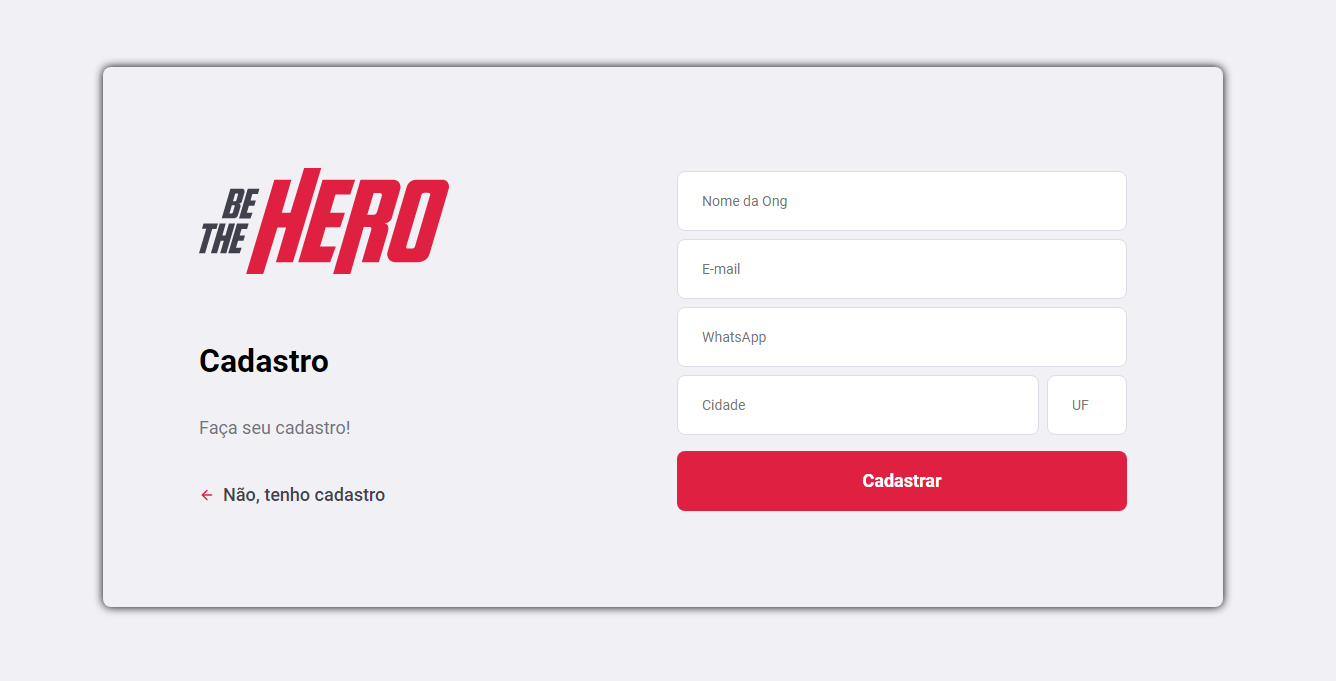 BE
THE HERO
Cadastro
Faça seu cadastro!
Não, tenho cadastro
Nome da Ong
E-mail
WhatsApp
Cidade
UF
Cadastrar